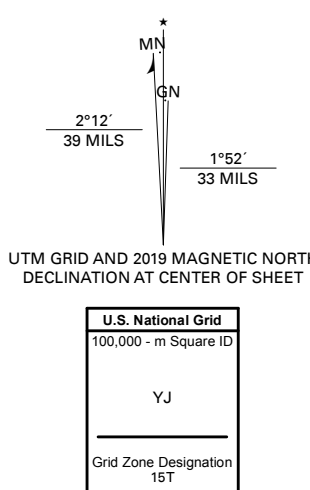 ★
MN
GN
2°12´
39 MILS
1°52´
33 MILS
UTM GRID AND 2019 MAGNETIC NORTH
DECLINATION AT CENTER OF SHEET
U.S. National Grid
100,000 - m Square ID
YJ
Grid Zone Designation
15T